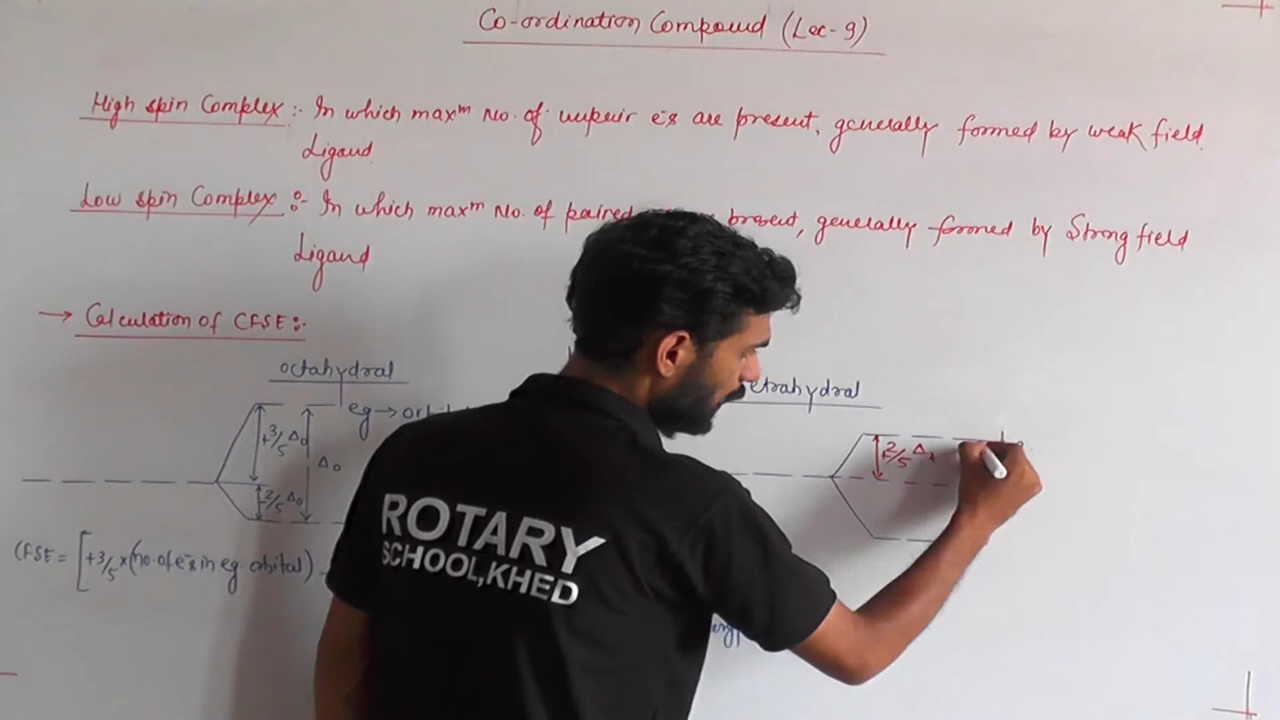 Co-ordination Compound (Lec-9)
High spin Complex :- In which maxᵐ No. of unpair e⁻s are present, generally formed by weak field
Ligand
Low spin Complex :- In which maxᵐ No. of paired present, generally formed by Strong field
Ligand
→ Calculation of CFSE :-
octahydral
etrahydral
eg → orbit
+3/5 Δo
Δo
-2/5 Δo
+2/5 Δt
CFSE = [+3/5 × (no. of e⁻s in eg. orbital) -
ROTARY
SCHOOL, KHED